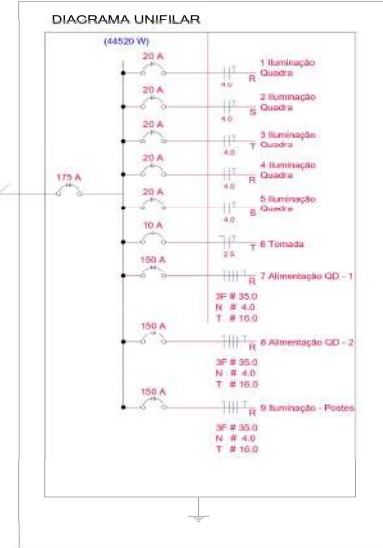 DIAGRAMA UNIFILAR
(44520 W)
175 A
20 A
4.0
R
1 Iluminação
Quadra
20 A
4.0
S
2 Iluminação
Quadra
20 A
4.0
T
3 Iluminação
Quadra
20 A
4.0
R
4 Iluminação
Quadra
20 A
4.0
S
5 Iluminação
Quadra
10 A
2.5
T
T 6 Tomada
150 A
T
R
7 Alimentação QD - 1
3F # 35.0
N # 4.0
T # 16.0
150 A
T
R
8 Alimentação QD - 2
3F # 35.0
N # 4.0
T # 16.0
150 A
T
R
9 Iluminação - Postes
3F # 35.0
N # 4.0
T # 16.0